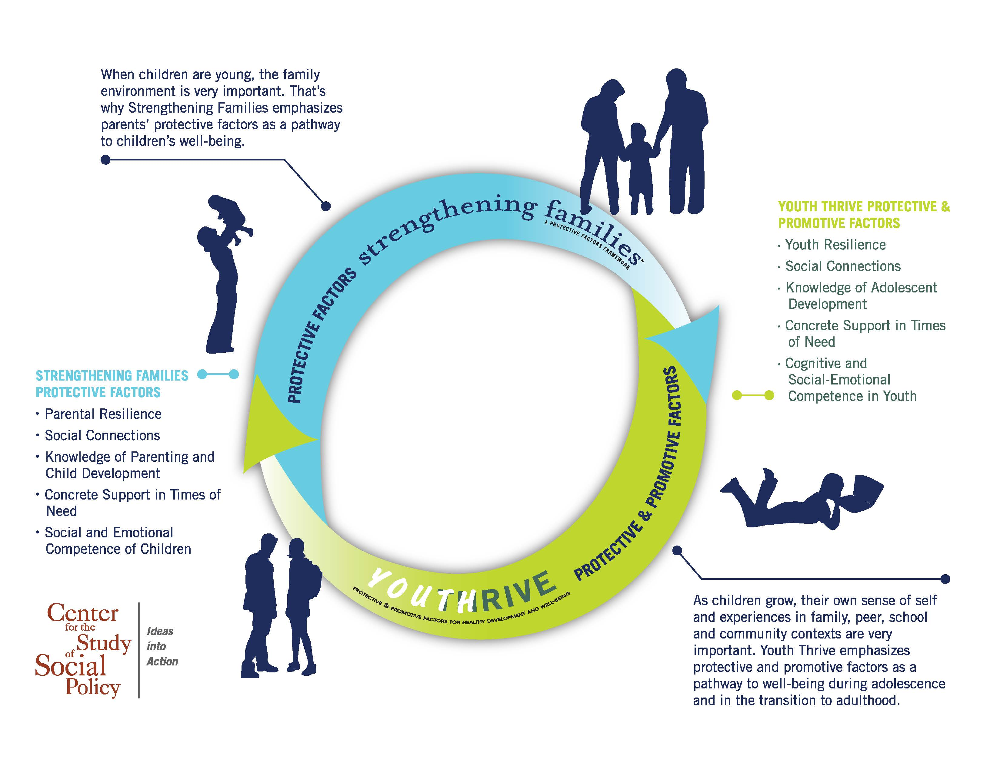 When children are young, the family
environment is very important. That's
why Strengthening Families emphasizes
parents' protective factors as a pathway
to children's well-being.
PROTECTIVE FACTORS strengthening families™
A PROTECTIVE FACTORS FRAMEWORK
YOUTH THRIVE PROTECTIVE &
PROMOTIVE FACTORS
· Youth Resilience
· Social Connections
· Knowledge of Adolescent
Development
· Concrete Support in Times
of Need
· Cognitive and
Social-Emotional
Competence in Youth
STRENGTHENING FAMILIES
PROTECTIVE FACTORS
• Parental Resilience
• Social Connections
• Knowledge of Parenting and
Child Development
• Concrete Support in Times of
Need
• Social and Emotional
Competence of Children
PROTECTIVE & PROMOTIVE FACTORS
YOUTHRIVE
PROTECTIVE & PROMOTIVE FACTORS FOR HEALTHY DEVELOPMENT AND WELL-BEING
As children grow, their own sense of self
and experiences in family, peer, school
and community contexts are very
important. Youth Thrive emphasizes
protective and promotive factors as a
pathway to well-being during adolescence
and in the transition to adulthood.
Center
for the
Study
of
Social
Policy
Ideas
into
Action